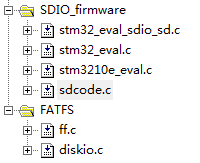 SDIO_firmware
stm32_eval_sdio_sd.c
stm32_eval.c
stm3210e_eval.c
sdcode.c
FATFS
ff.c
diskio.c